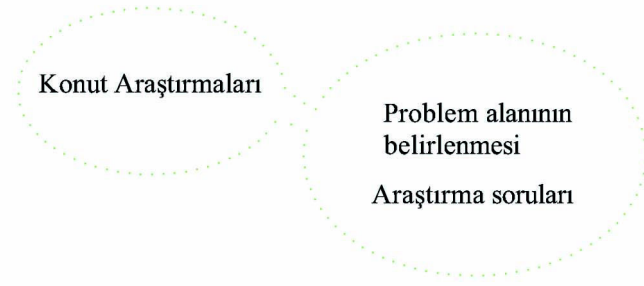 Konut Araştırmaları
Problem alanının
belirlenmesi
Araştırma soruları